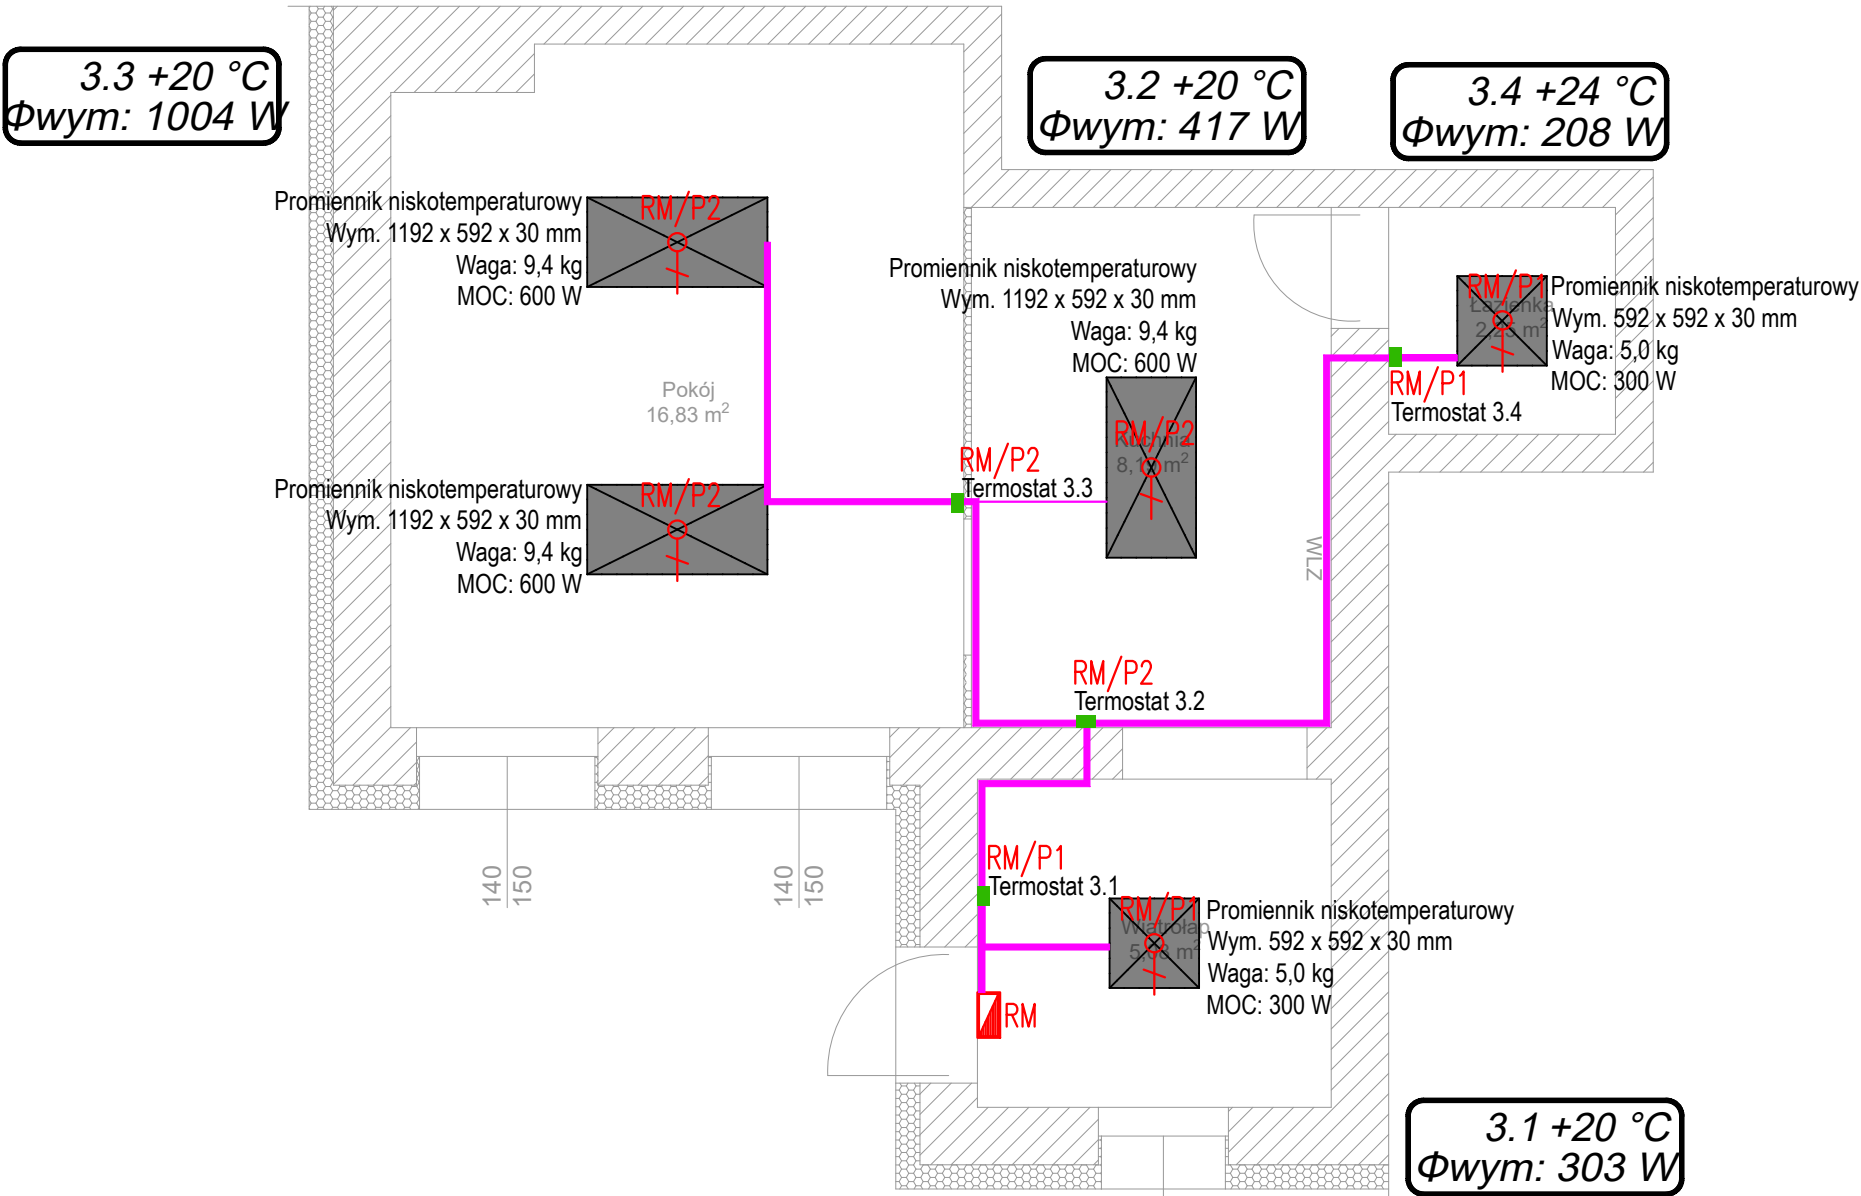 3.3 +20 °C
Φwym: 1004 W
3.2 +20 °C
Φwym: 417 W
3.4 +24 °C
Φwym: 208 W
Promiennik niskotemperaturowy
Wym. 1192 x 592 x 30 mm
Waga: 9,4 kg
MOC: 600 W
RM/P2
Promiennik niskotemperaturowy
Wym. 1192 x 592 x 30 mm
Waga: 9,4 kg
MOC: 600 W
RM/P2
Kuchnia
m²
RM/P1
Łazienka
m²
Promiennik niskotemperaturowy
Wym. 592 x 592 x 30 mm
Waga: 5,0 kg
MOC: 300 W
RM/P1
Termostat 3.4
Pokój
16,83 m²
RM/P2
Termostat 3.3
Promiennik niskotemperaturowy
Wym. 1192 x 592 x 30 mm
Waga: 9,4 kg
MOC: 600 W
RM/P2
WLZ
RM/P2
Termostat 3.2
140
150
140
150
RM/P1
Termostat 3.1
RM/P1
Wiatrołap
m²
Promiennik niskotemperaturowy
Wym. 592 x 592 x 30 mm
Waga: 5,0 kg
MOC: 300 W
RM
3.1 +20 °C
Φwym: 303 W